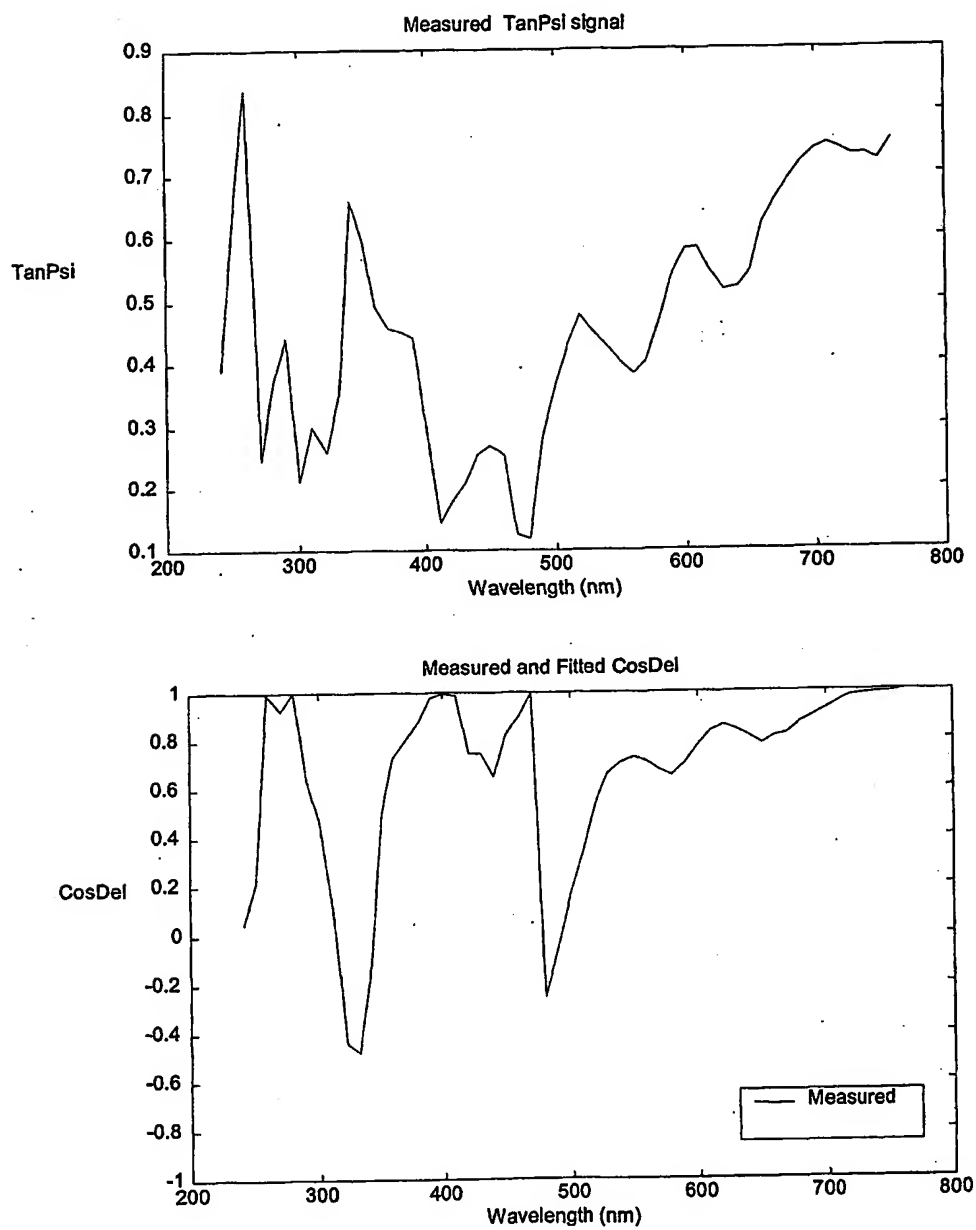 Measured TanPsi signal
0.9
0.8
0.7
0.6
TanPsi
0.5
0.4
0.3
0.2
0.1
200 300 400 500 600 700 800
Wavelength (nm)
Measured and Fitted CosDel
1
0.8
0.6
0.4
CosDel 0.2
0
-0.2
-0.4
-0.6
-0.8
-1
Measured
200 300 400 500 600 700 800
Wavelength (nm)